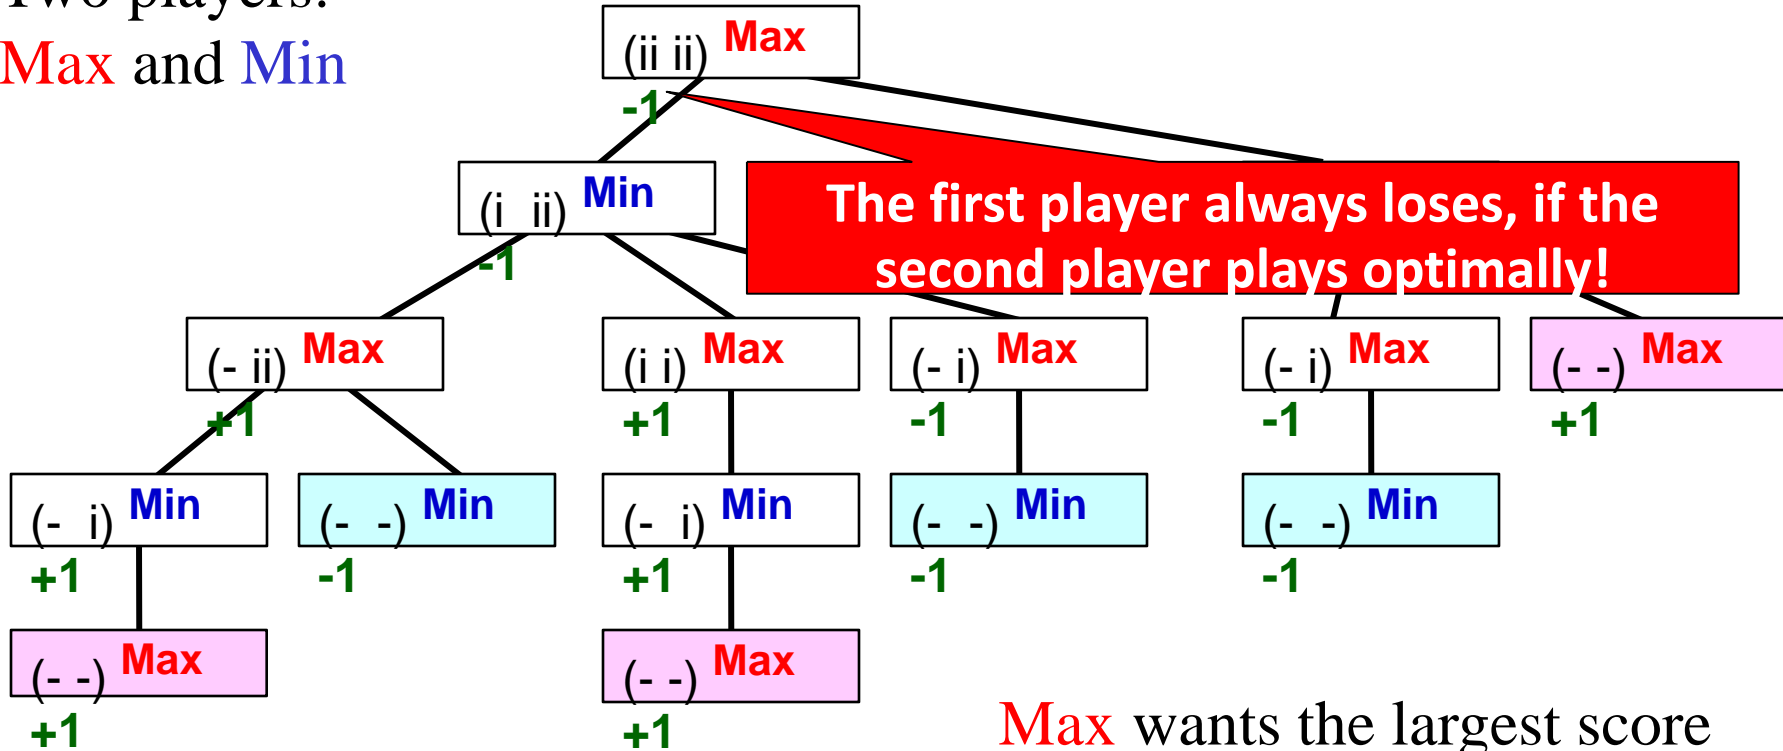 Two players:
Max and Min
(ii ii) Max
-1
(i ii) Min
-1
The first player always loses, if the
second player plays optimally!
(- ii) Max
+1
(i i) Max
+1
(- i) Max
-1
(- i) Max
-1
(- -) Max
+1
(- i) Min
+1
(- -) Min
-1
(- i) Min
+1
(- -) Min
-1
(- -) Min
-1
(- -) Max
+1
(- -) Max
+1
Max wants the largest score